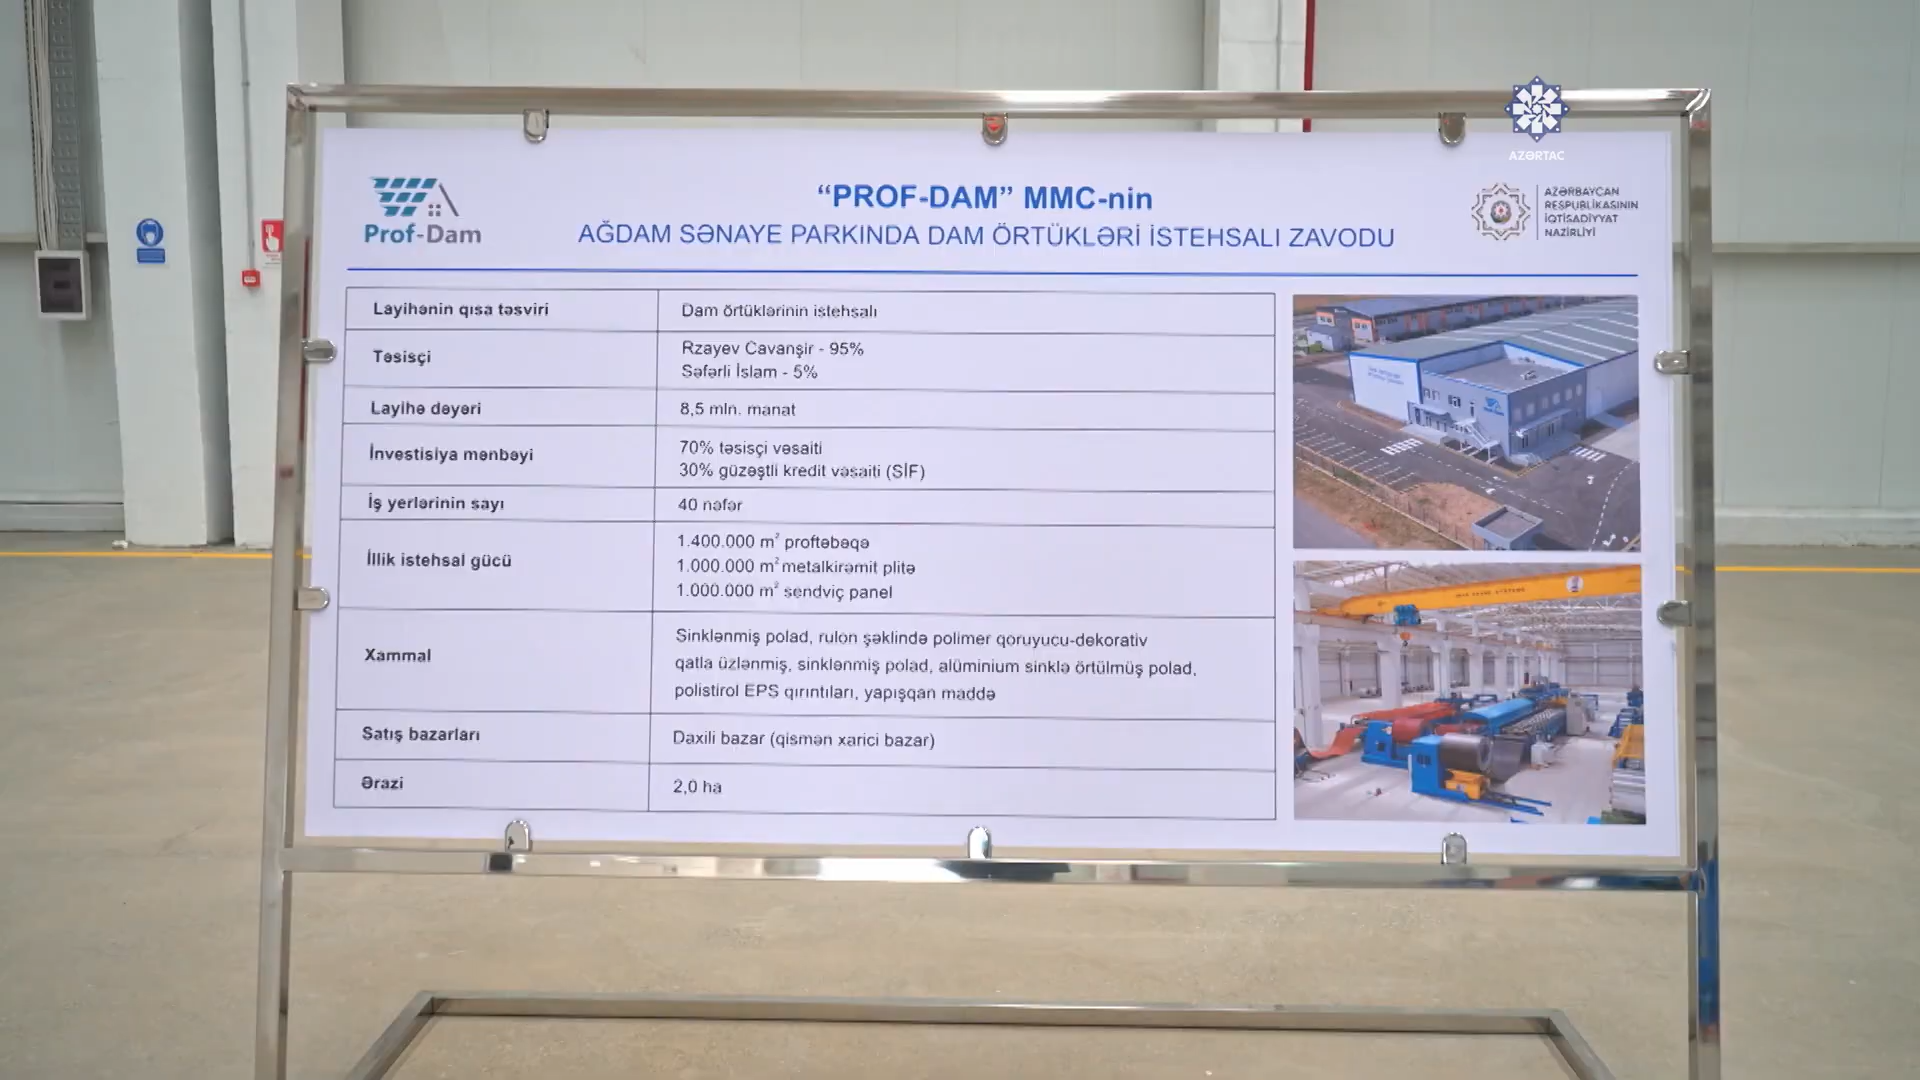 AZƏRTAC
Prof-Dam
“PROF-DAM” MMC-nin
AĞDAM SƏNAYE PARKINDA DAM ÖRTÜKLƏRİ İSTEHSALI ZAVODU
AZƏRBAYCAN
RESPUBLİKASININ
İQTİSADİYYAT
NAZİRLİYİ
Layihənin qısa təsviri
Dam örtüklərinin istehsalı
Təsisçi
Rzayev Cavanşir - 95%
Səfərli İslam - 5%
Layihə dəyəri
8,5 mln. manat
İnvestisiya mənbəyi
70% təsisçi vəsaiti
30% güzəştli kredit vəsaiti (SİF)
İş yerlərinin sayı
40 nəfər
İllik istehsal gücü
1.400.000 m² proftəbəqə
1.000.000 m² metalkirəmit plitə
1.000.000 m² sendviç panel
Xammal
Sinklənmiş polad, rulon şəklində polimer qoruyucu-dekorativ
qatla üzlənmiş, sinklənmiş polad, alüminium sinklə örtülmüş polad,
polistirol EPS qırıntıları, yapışqan maddə
Satış bazarları
Daxili bazar (qismən xarici bazar)
Ərazi
2,0 ha